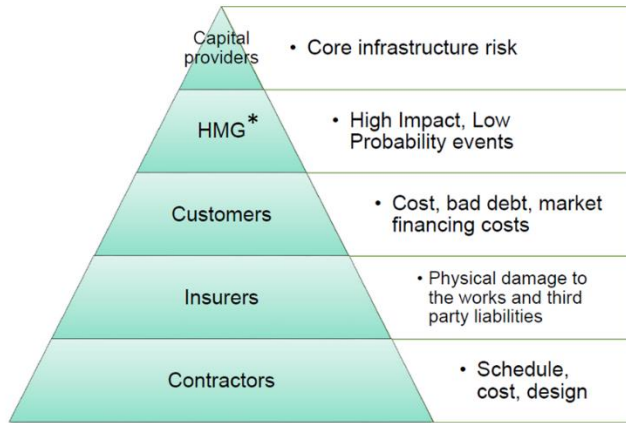 Capital
providers
• Core infrastructure risk
HMG*
• High Impact, Low
Probability events
Customers
• Cost, bad debt, market
financing costs
Insurers
• Physical damage to
the works and third
party liabilities
Contractors
• Schedule,
cost, design